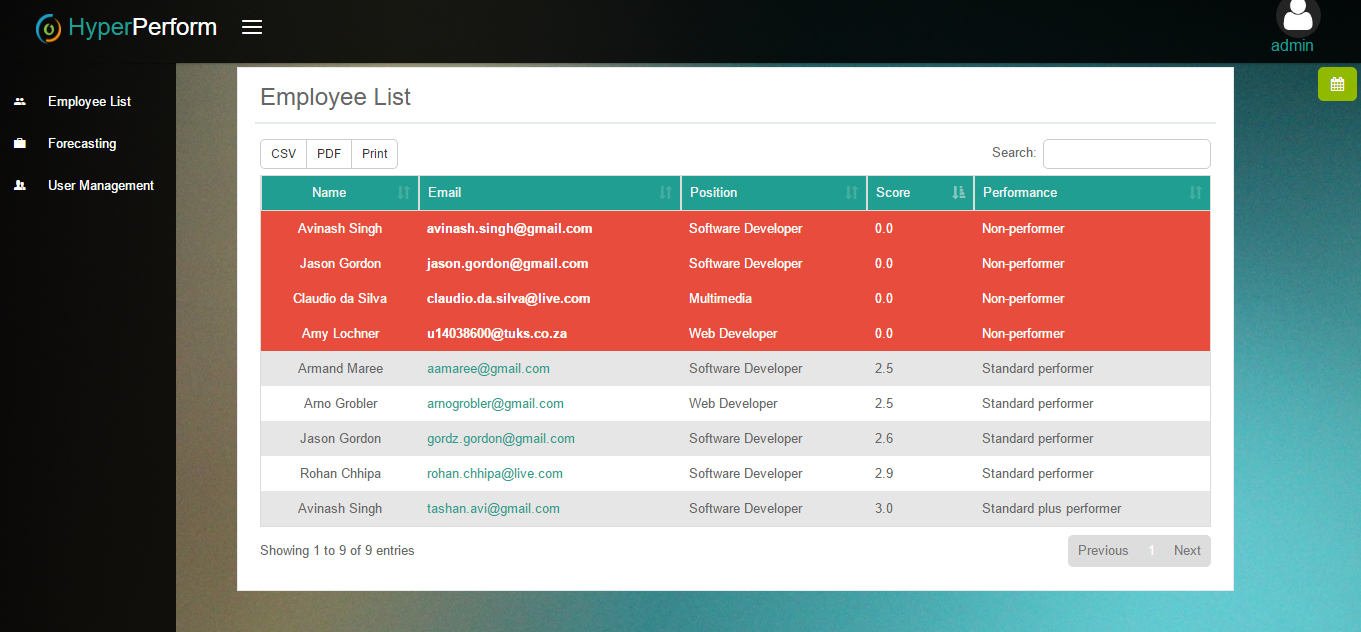 HyperPerform
admin
Employee List
Forecasting
User Management
Employee List
CSV PDF Print Search:
Name Email Position Score Performance
Avinash Singh avinash.singh@gmail.com Software Developer 0.0 Non-performer
Jason Gordon jason.gordon@gmail.com Software Developer 0.0 Non-performer
Claudio da Silva claudio.da.silva@live.com Multimedia 0.0 Non-performer
Amy Lochner u14038600@tuks.co.za Web Developer 0.0 Non-performer
Armand Maree aamaree@gmail.com Software Developer 2.5 Standard performer
Arno Grobler arnogrobler@gmail.com Web Developer 2.5 Standard performer
Jason Gordon gordz.gordon@gmail.com Software Developer 2.6 Standard performer
Rohan Chhipa rohan.chhipa@live.com Software Developer 2.9 Standard performer
Avinash Singh tashan.avi@gmail.com Software Developer 3.0 Standard plus performer
Showing 1 to 9 of 9 entries Previous 1 Next